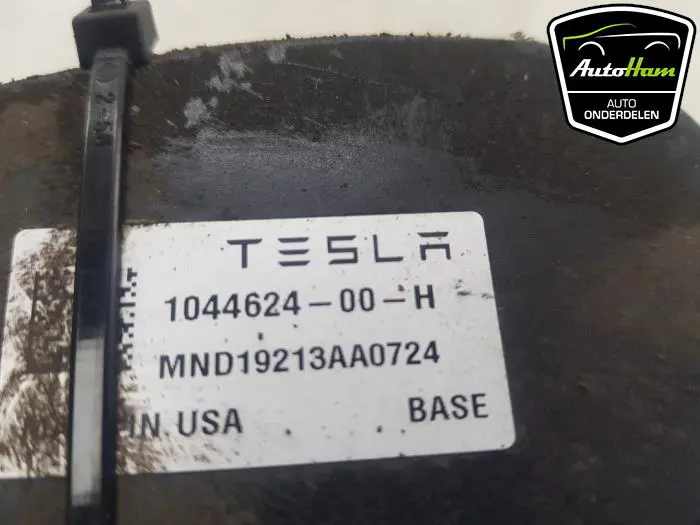 AutoHam
AUTO
ONDERDELEN
TESLA
1044624-00-H
MND19213AA0724
IN USA BASE